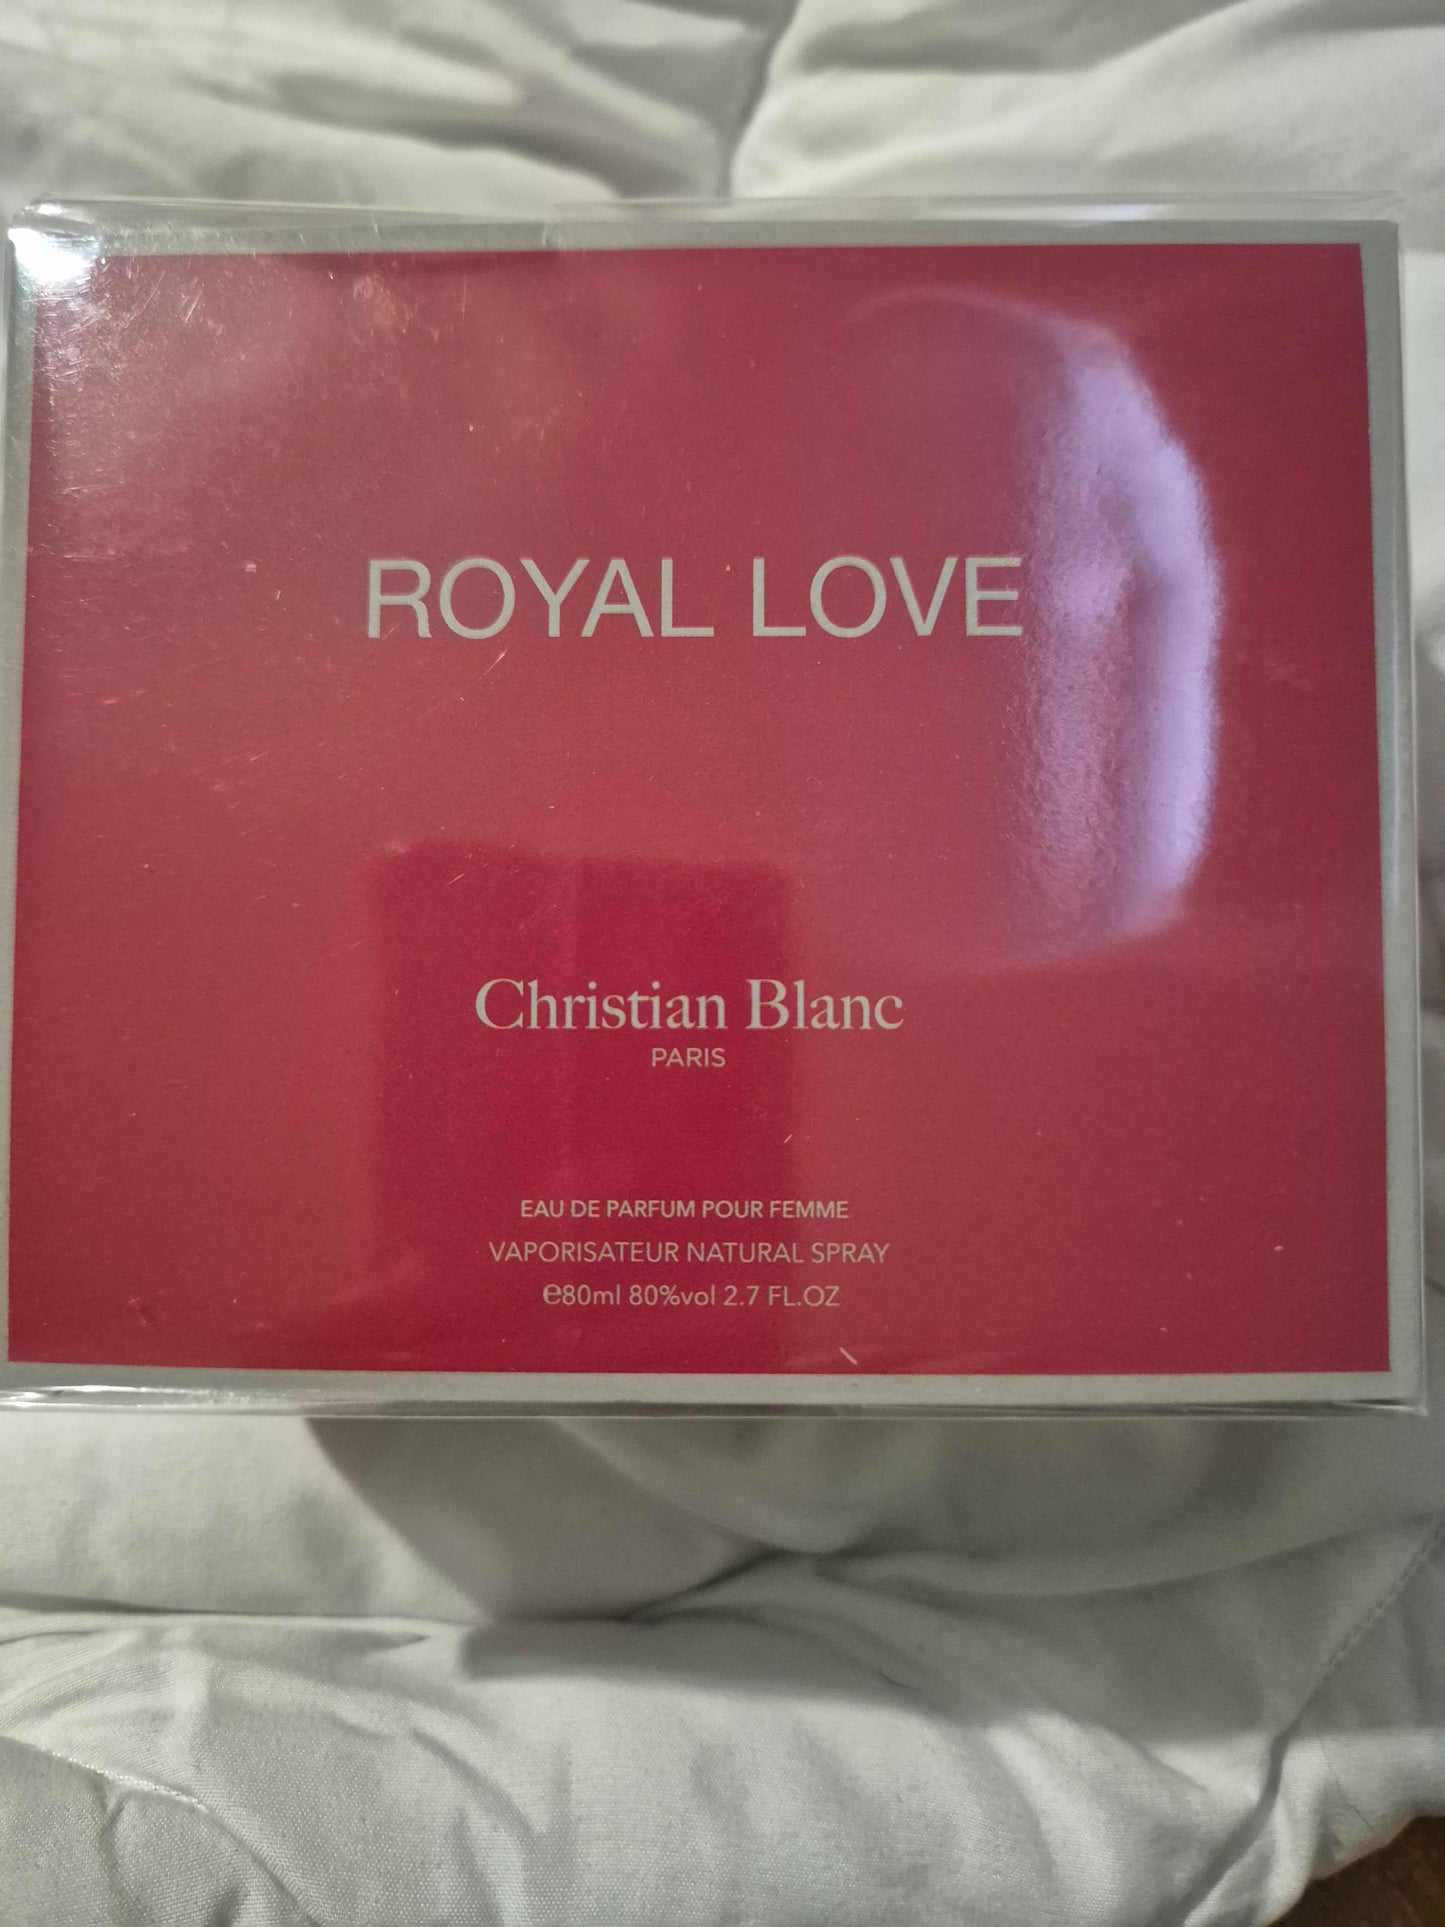 ROYAL LOVE
Christian Blanc
PARIS
EAU DE PARFUM POUR FEMME
VAPORISATEUR NATURAL SPRAY
℮80ml 80%vol 2.7 FL.OZ